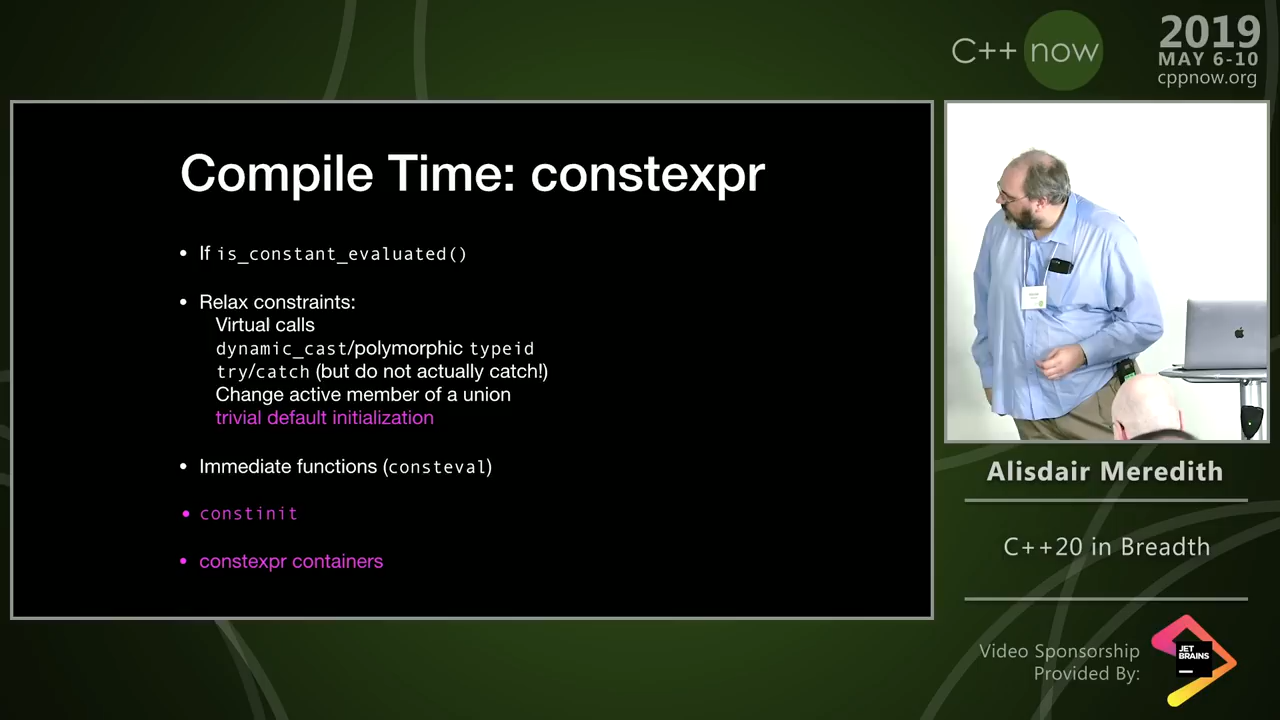 C++ now
2019
MAY 6-10
cppnow.org
Compile Time: constexpr
• If is_constant_evaluated()
• Relax constraints:
Virtual calls
dynamic_cast/polymorphic typeid
try/catch (but do not actually catch!)
Change active member of a union
trivial default initialization
• Immediate functions (consteval)
• constinit
• constexpr containers
Alisdair Meredith
C++20 in Breadth
Video Sponsorship
Provided By:
JET
BRAINS